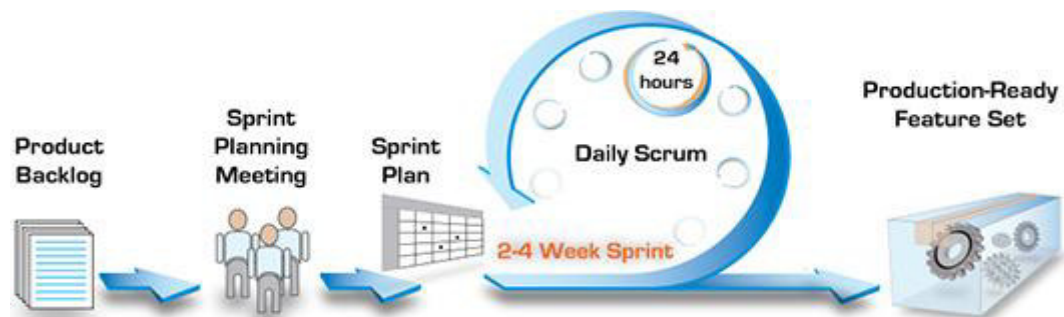 Product
Backlog
Sprint
Planning
Meeting
Sprint
Plan
24
hours
Daily Scrum
2-4 Week Sprint
Production-Ready
Feature Set